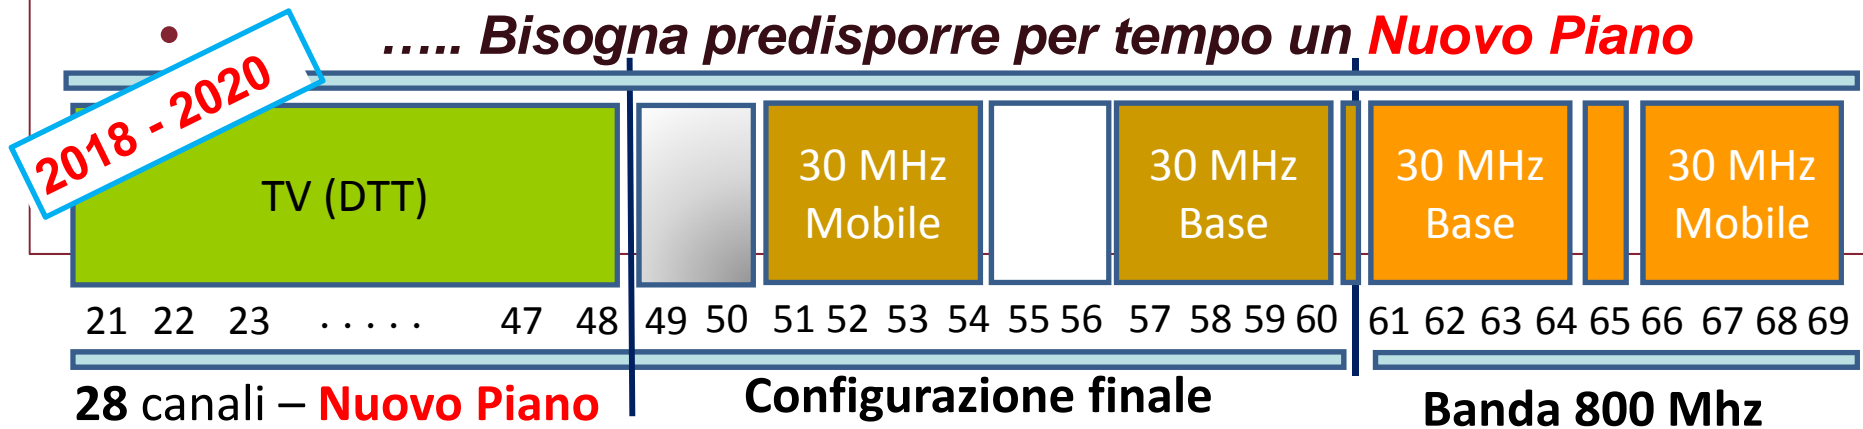 ….. Bisogna predisporre per tempo un Nuovo Piano
2018 - 2020
TV (DTT)
30 MHz
Mobile
30 MHz
Base
30 MHz
Base
30 MHz
Mobile
21 22 23 ..... 47 48 49 50 51 52 53 54 55 56 57 58 59 60 61 62 63 64 65 66 67 68 69
28 canali – Nuovo Piano
Configurazione finale
Banda 800 Mhz